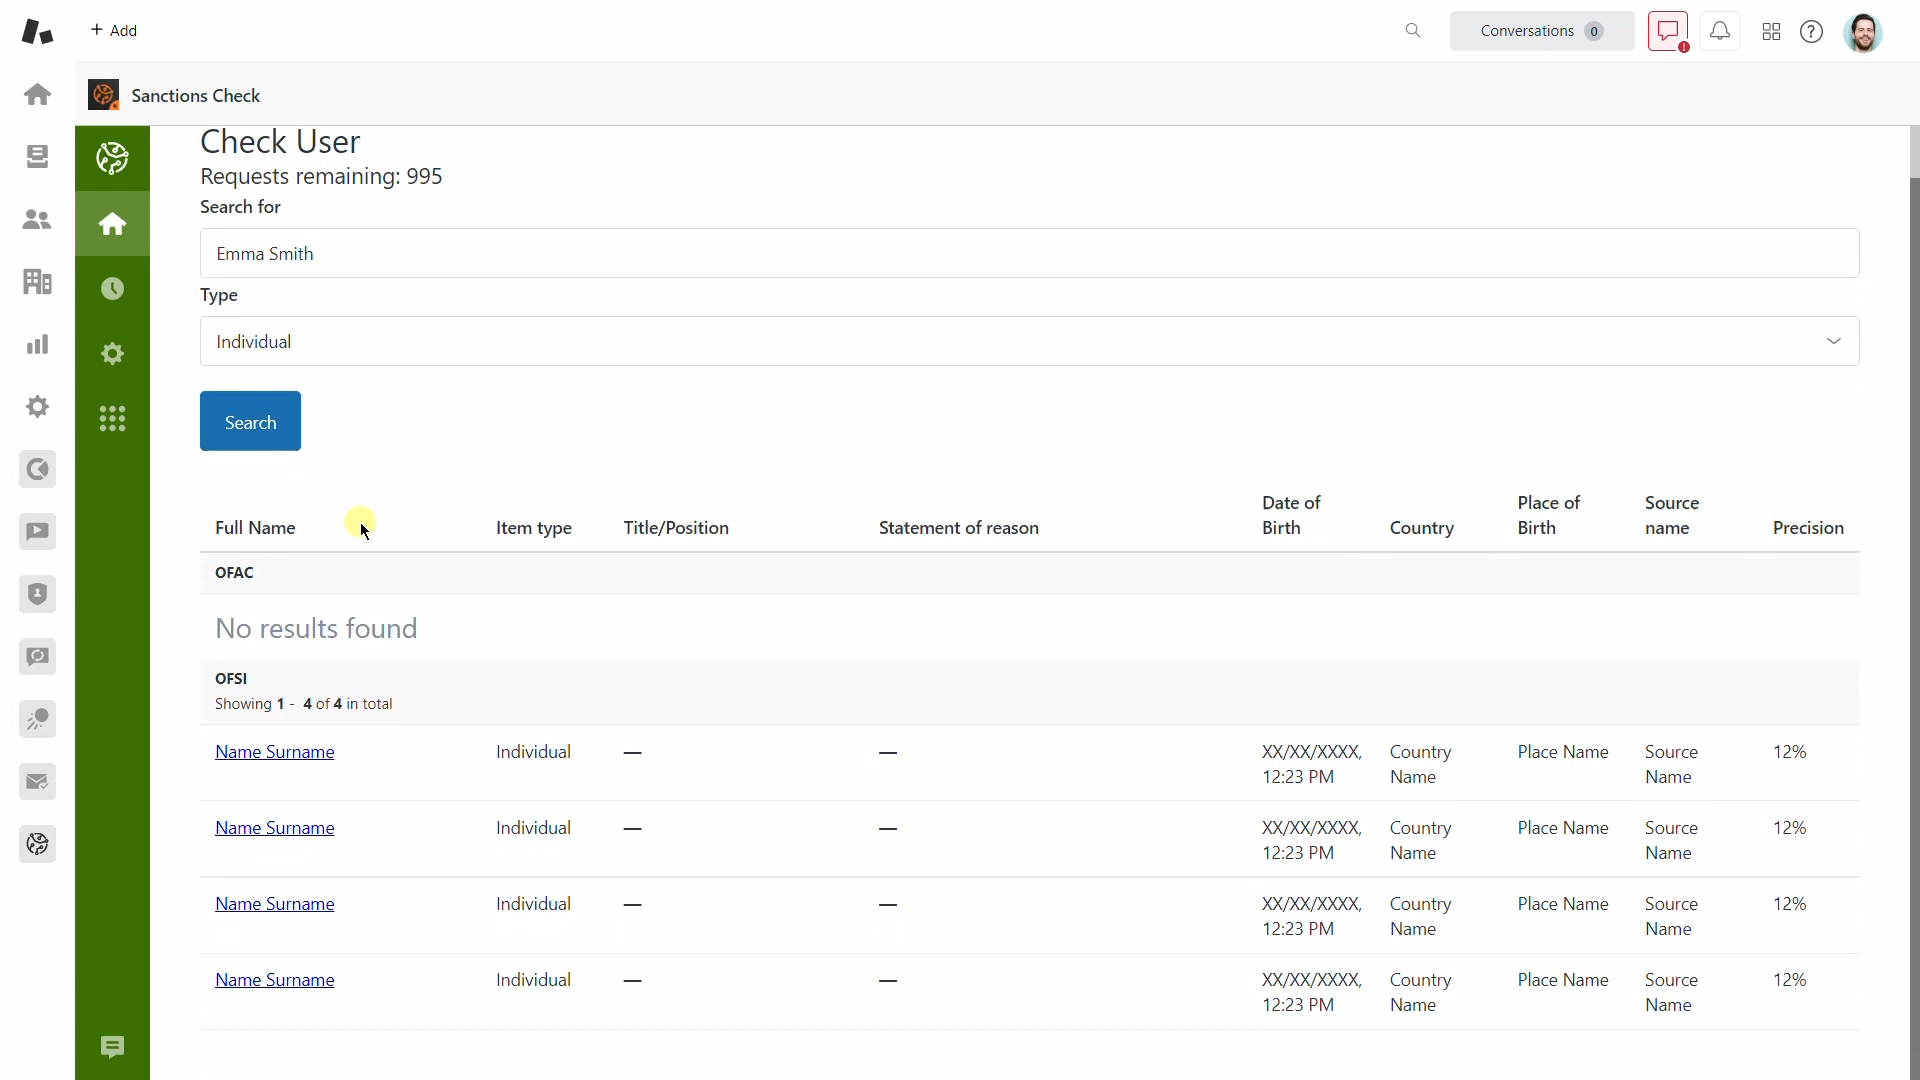 + Add
Conversations 0
Sanctions Check
Check User
Requests remaining: 995
Search for
Emma Smith
Type
Individual
Search
Full Name Item type Title/Position Statement of reason Date of Birth Country Place of Birth Source name Precision
OFAC
No results found
OFSI
Showing 1 - 4 of 4 in total
Name Surname Individual — — XX/XX/XXXX, Country Place Name Source 12%
12:23 PM Name Name
Name Surname Individual — — XX/XX/XXXX, Country Place Name Source 12%
12:23 PM Name Name
Name Surname Individual — — XX/XX/XXXX, Country Place Name Source 12%
12:23 PM Name Name
Name Surname Individual — — XX/XX/XXXX, Country Place Name Source 12%
12:23 PM Name Name